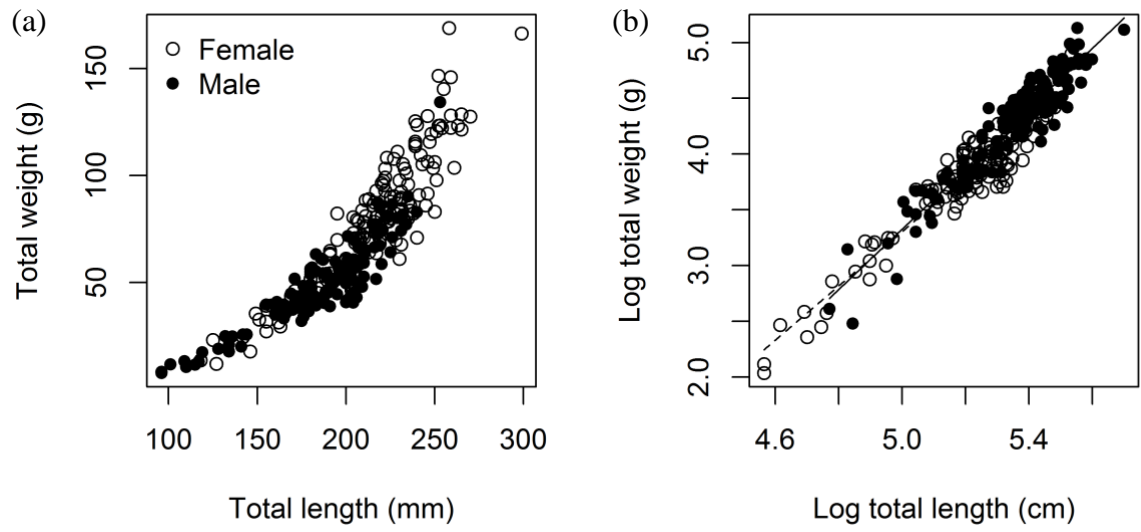 (a)
Total weight (g)
150
100
50
Female
Male
100 150 200 250 300
Total length (mm)
(b)
Log total weight (g)
5.0
4.0
3.0
2.0
4.6 5.0 5.4
Log total length (cm)